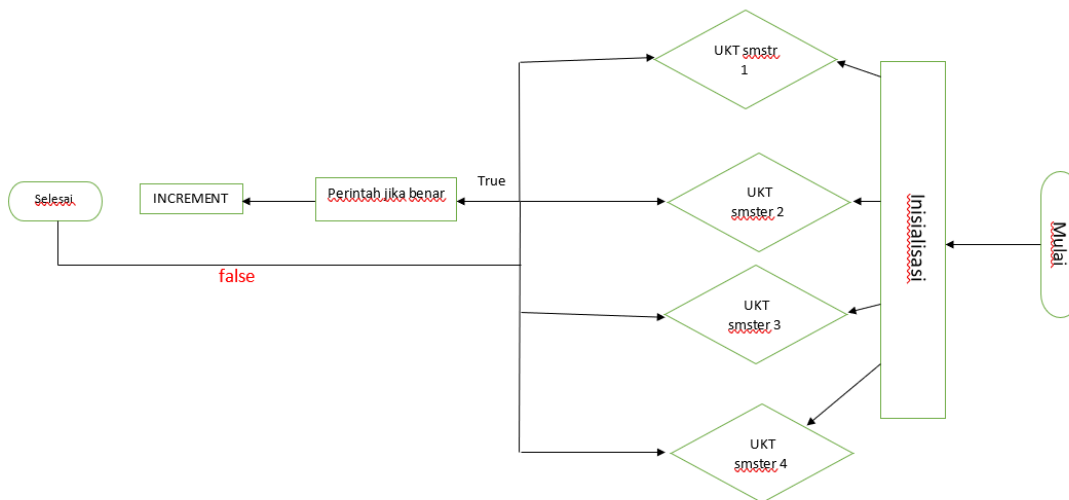 UKT smstr
1
True
Selesai
INCREMENT
Perintah jika benar
UKT
smster 2
Inisialisasi
Mulai
false
UKT
smster 3
UKT
smster 4